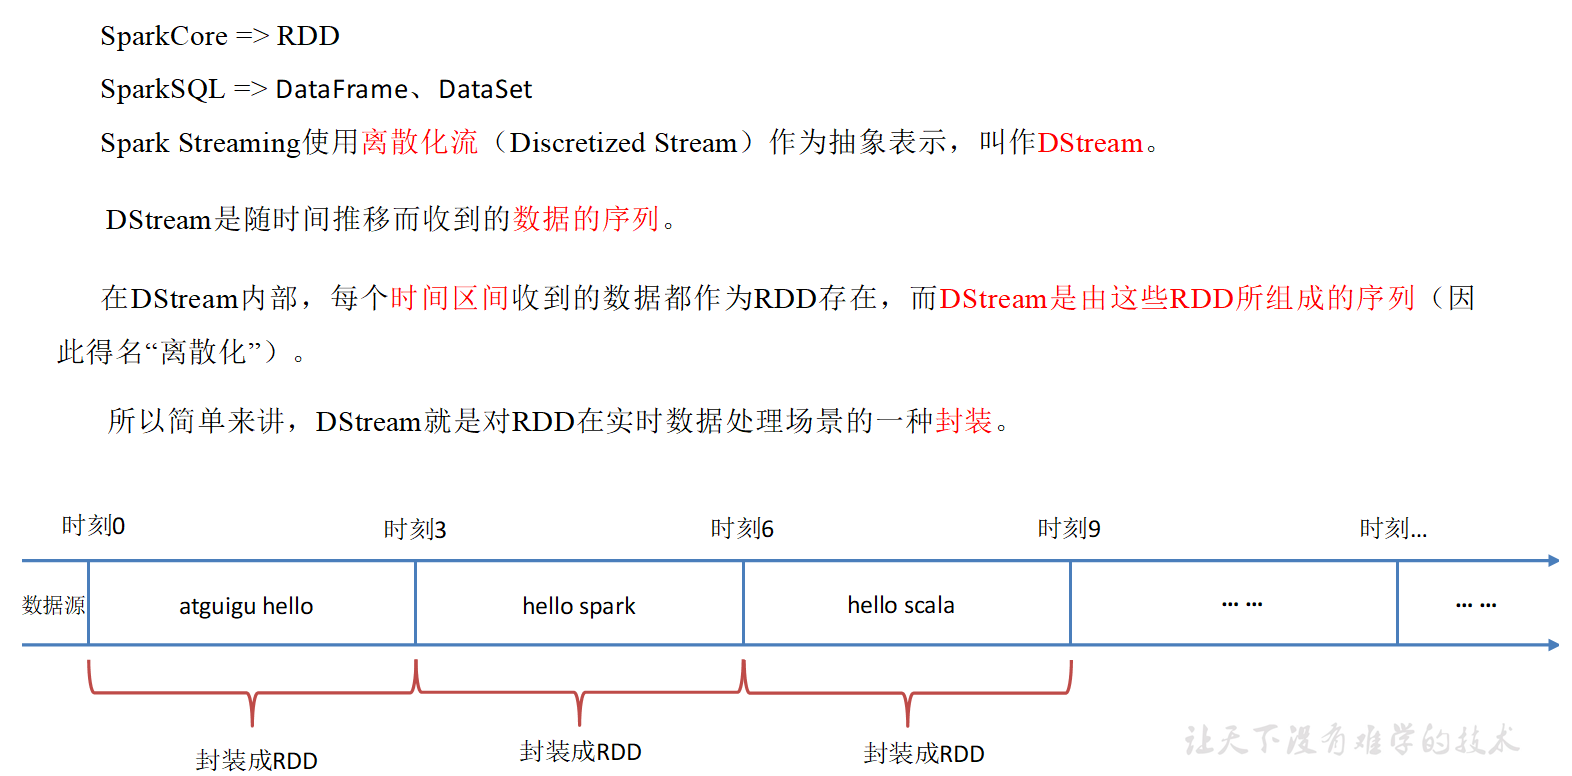 SparkCore => RDD
SparkSQL => DataFrame、DataSet
Spark Streaming使用离散化流（Discretized Stream）作为抽象表示，叫作DStream。
DStream是随时间推移而收到的数据的序列。
在DStream内部，每个时间区间收到的数据都作为RDD存在，而DStream是由这些RDD所组成的序列（因
此得名“离散化”）。
所以简单来讲，DStream就是对RDD在实时数据处理场景的一种封装。
时刻0 时刻3 时刻6 时刻9 时刻...
数据源 atguigu hello hello spark hello scala ... ... ... ...
封装成RDD 封装成RDD 封装成RDD
让天下没有难学的技术